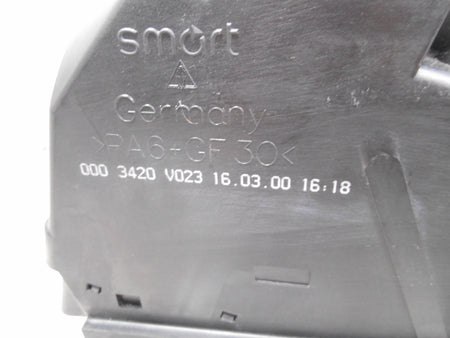 smart
Germany
>PA6-GF30<
000 3420 V023 16.03.00 16:18